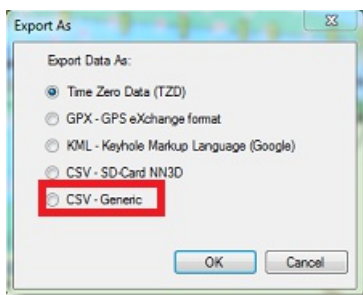 Export As
Export Data As:
Time Zero Data (TZD)
GPX - GPS eXchange format
KML - Keyhole Markup Language (Google)
CSV - SD-Card NN3D
CSV - Generic
OK Cancel